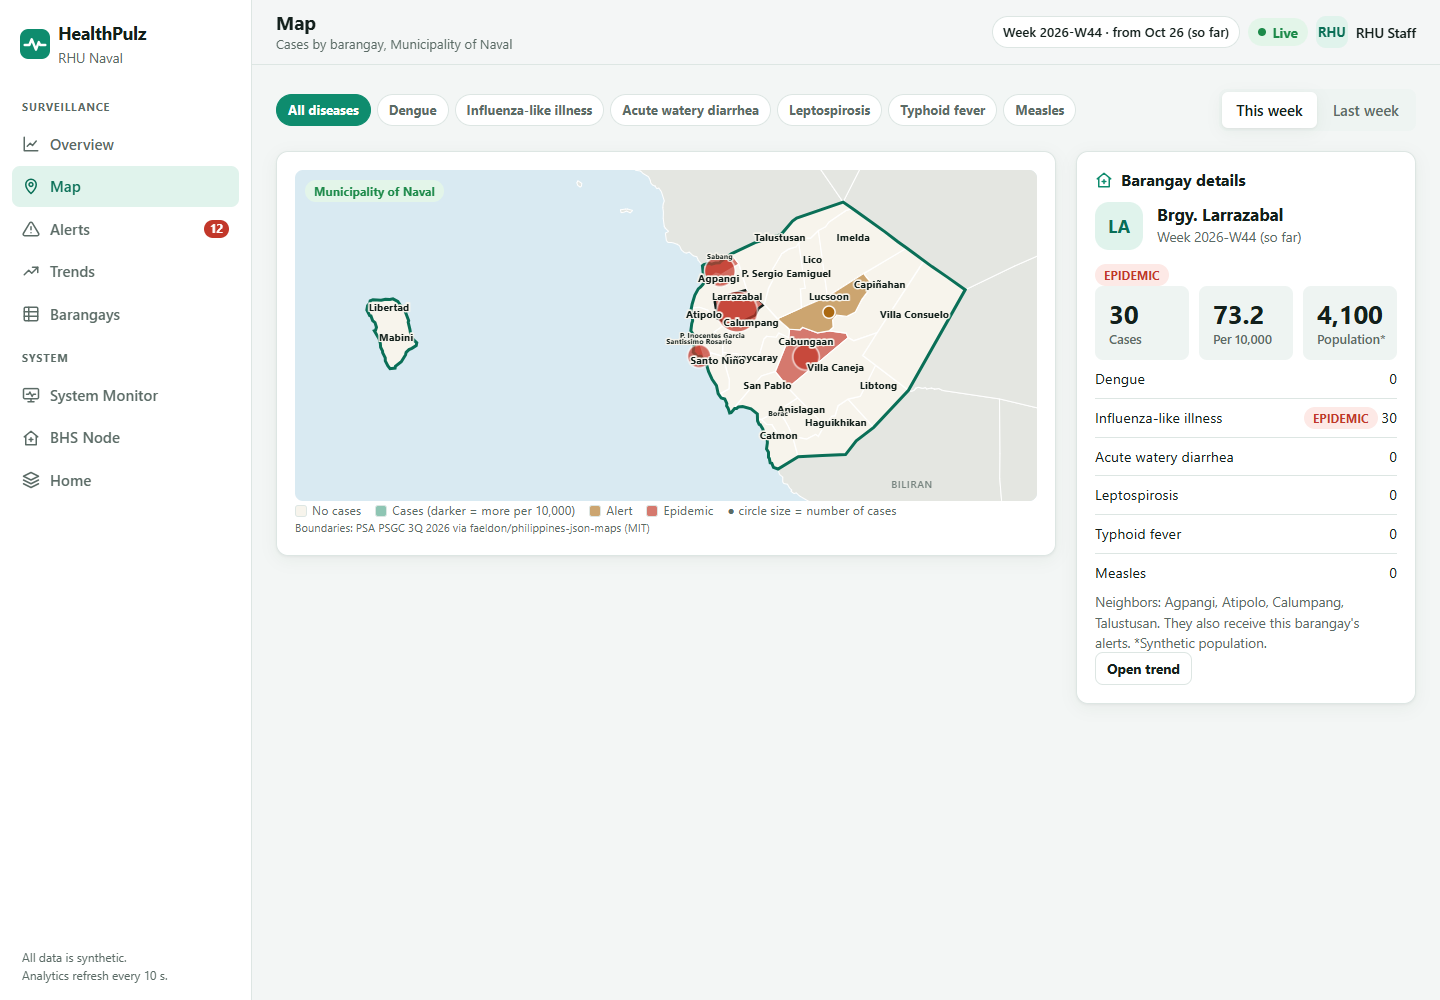 HealthPulz
RHU Naval
SURVEILLANCE
Overview
Map
Alerts
12
Trends
Barangays
SYSTEM
System Monitor
BHS Node
Home
All data is synthetic.
Analytics refresh every 10 s.
Map
Cases by barangay, Municipality of Naval
Week 2026-W44 · from Oct 26 (so far)
Live
RHU
RHU Staff
All diseases
Dengue
Influenza-like illness
Acute watery diarrhea
Leptospirosis
Typhoid fever
Measles
This week
Last week
Municipality of Naval
Talustusan
Imelda
Sabang
Lico
Agpangi
P. Sergio Eamiguel
Capiñahan
Larrazabal
Lucsoon
Libertad
Atipolo
Villa Consuelo
Calumpang
Mabini
P. Inocentes Garcia
Santissimo Rosario
Cabungaan
Santo Niño
Villa Caneja
San Pablo
Libtong
Anislagan
Borac
Haguikhikan
Catmon
BILIRAN
No cases
Cases (darker = more per 10,000)
Alert
Epidemic
circle size = number of cases
Boundaries: PSA PSGC 3Q 2026 via faeldon/philippines-json-maps (MIT)
Barangay details
LA
Brgy. Larrazabal
Week 2026-W44 (so far)
EPIDEMIC
30
Cases
73.2
Per 10,000
4,100
Population*
Dengue 0
Influenza-like illness EPIDEMIC 30
Acute watery diarrhea 0
Leptospirosis 0
Typhoid fever 0
Measles 0
Neighbors: Agpangi, Atipolo, Calumpang,
Talustusan. They also receive this barangay's
alerts. *Synthetic population.
Open trend